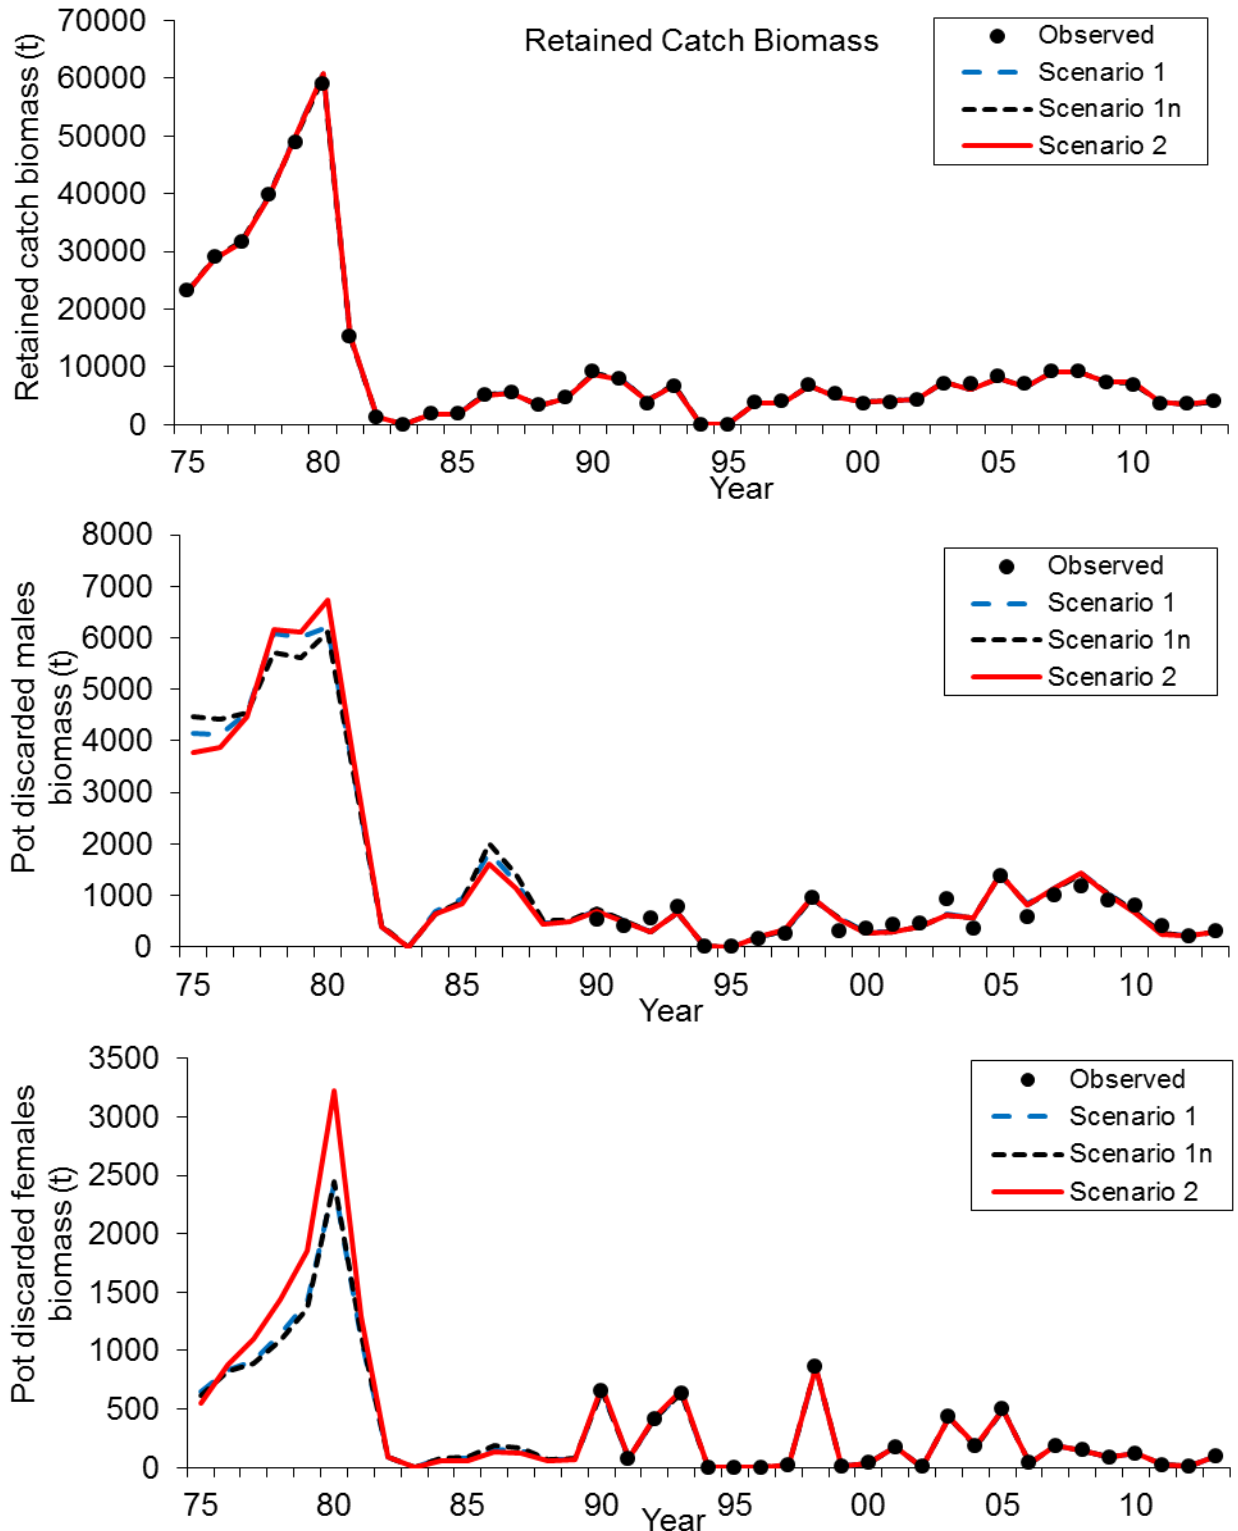 Retained Catch Biomass
Retained catch biomass (t)
70000
60000
50000
40000
30000
20000
10000
0
Observed
Scenario 1
Scenario 1n
Scenario 2
75 80 85 90 95 00 05 10
Year
Pot discarded males
biomass (t)
8000
7000
6000
5000
4000
3000
2000
1000
0
Observed
Scenario 1
Scenario 1n
Scenario 2
75 80 85 90 95 00 05 10
Year
Pot discarded females
biomass (t)
3500
3000
2500
2000
1500
1000
500
0
Observed
Scenario 1
Scenario 1n
Scenario 2
75 80 85 90 95 00 05 10
Year